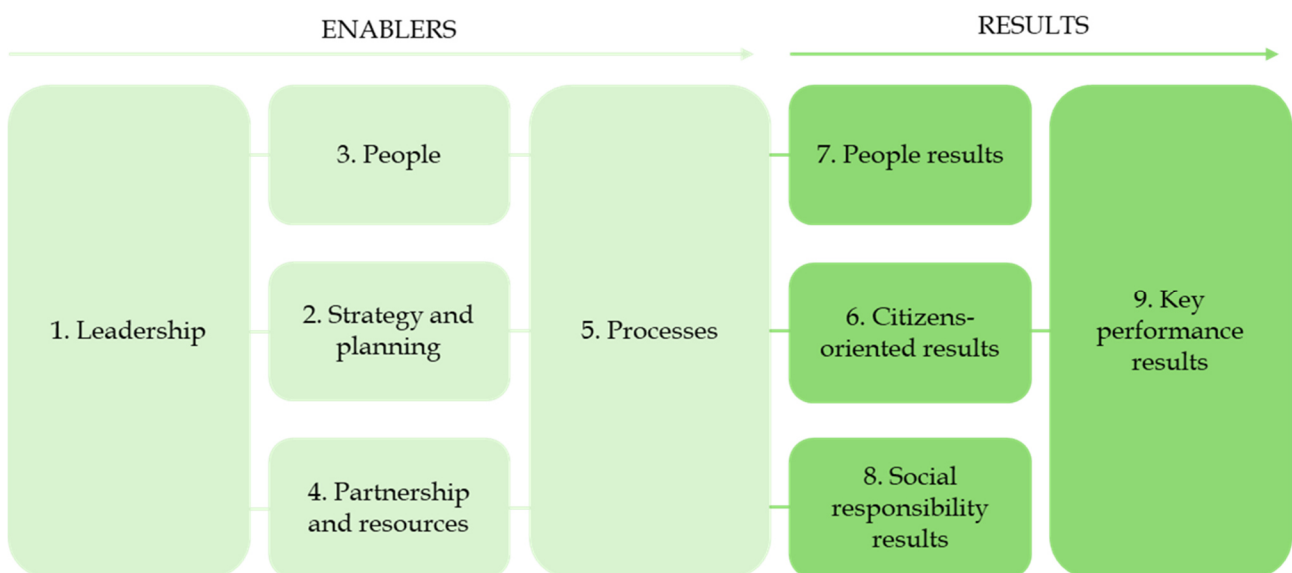 ENABLERS
RESULTS
1. Leadership
3. People
2. Strategy and
planning
4. Partnership
and resources
5. Processes
7. People results
6. Citizens-
oriented results
8. Social
responsibility
results
9. Key
performance
results